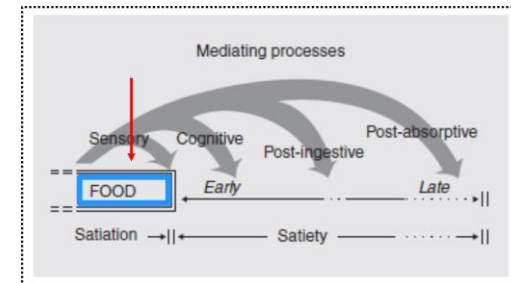 Mediating processes
Sensory Cognitive Post-ingestive Post-absorptive
FOOD Early Late
Satiation Satiety